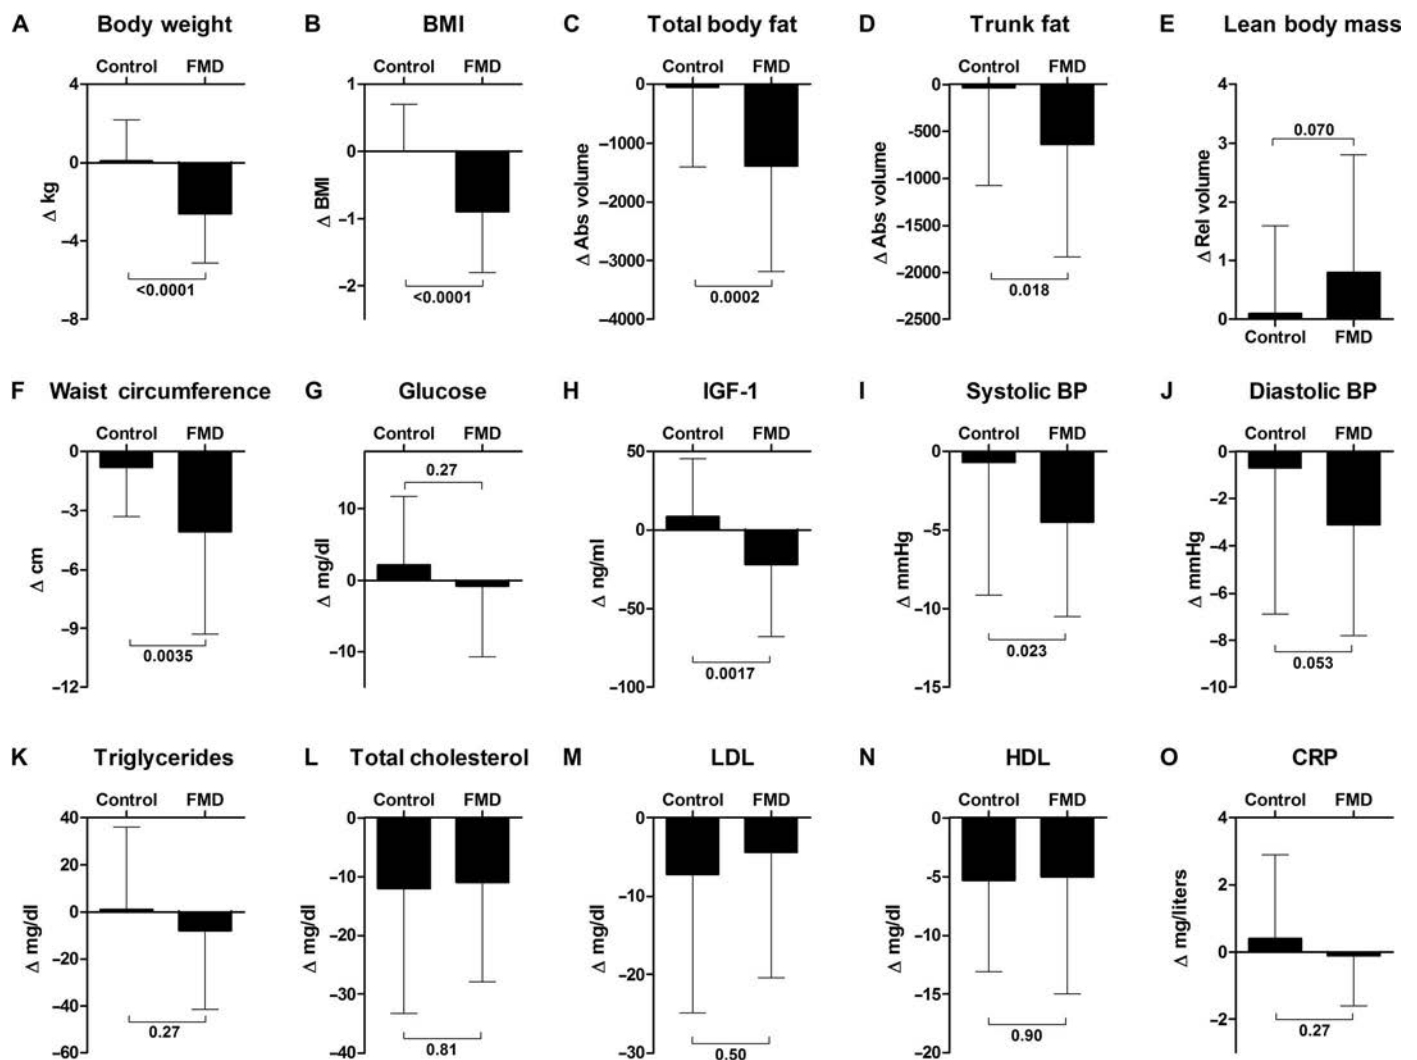 A Body weight
Control FMD
4
0
−4
−8
Δ kg
<0.0001
B BMI
Control FMD
1
0
−1
−2
Δ BMI
<0.0001
C Total body fat
Control FMD
0
−1000
−2000
−3000
−4000
Δ Abs volume
0.0002
D Trunk fat
Control FMD
0
−500
−1000
−1500
−2000
−2500
Δ Abs volume
0.018
E Lean body mass
4
3
2
1
0
Δ Rel volume
0.070
Control FMD
F Waist circumference
Control FMD
0
−3
−6
−9
−12
Δ cm
0.0035
G Glucose
Control FMD
10
0
−10
Δ mg/dl
0.27
H IGF-1
Control FMD
50
0
−50
−100
Δ ng/ml
0.0017
I Systolic BP
Control FMD
0
−5
−10
−15
Δ mmHg
0.023
J Diastolic BP
Control FMD
0
−2
−4
−6
−8
−10
Δ mmHg
0.053
K Triglycerides
Control FMD
40
20
0
−20
−40
−60
Δ mg/dl
0.27
L Total cholesterol
Control FMD
0
−10
−20
−30
−40
Δ mg/dl
0.81
M LDL
Control FMD
0
−10
−20
−30
Δ mg/dl
0.50
N HDL
Control FMD
0
−5
−10
−15
−20
Δ mg/dl
0.90
O CRP
Control FMD
4
2
0
−2
Δ mg/liters
0.27